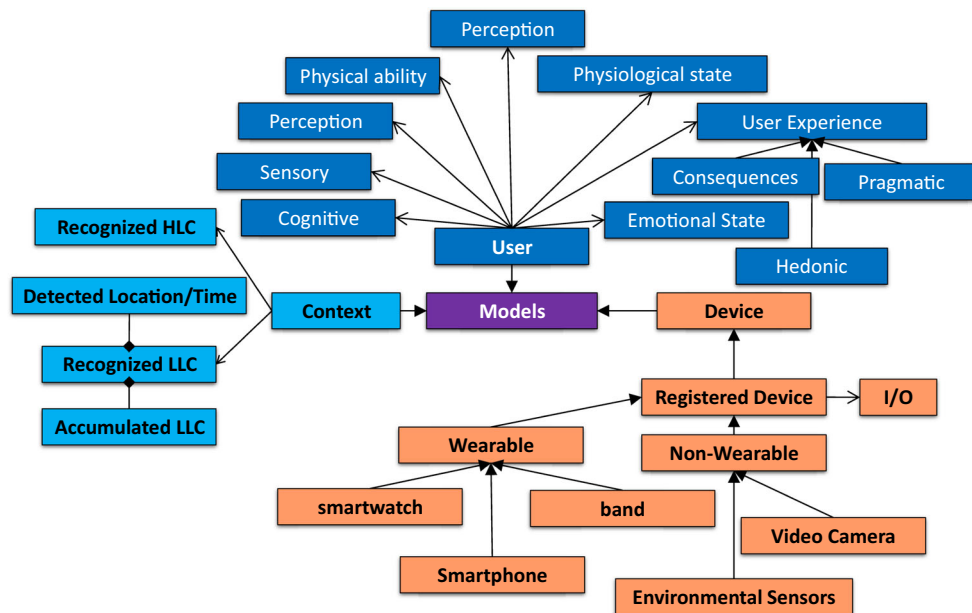 Perception
Physical ability
Physiological state
Perception
User Experience
Sensory
Consequences
Pragmatic
Cognitive
Emotional State
Recognized HLC
User
Hedonic
Detected Location/Time
Context
Models
Device
Recognized LLC
Registered Device
I/O
Accumulated LLC
Wearable
Non-Wearable
smartwatch
band
Video Camera
Smartphone
Environmental Sensors